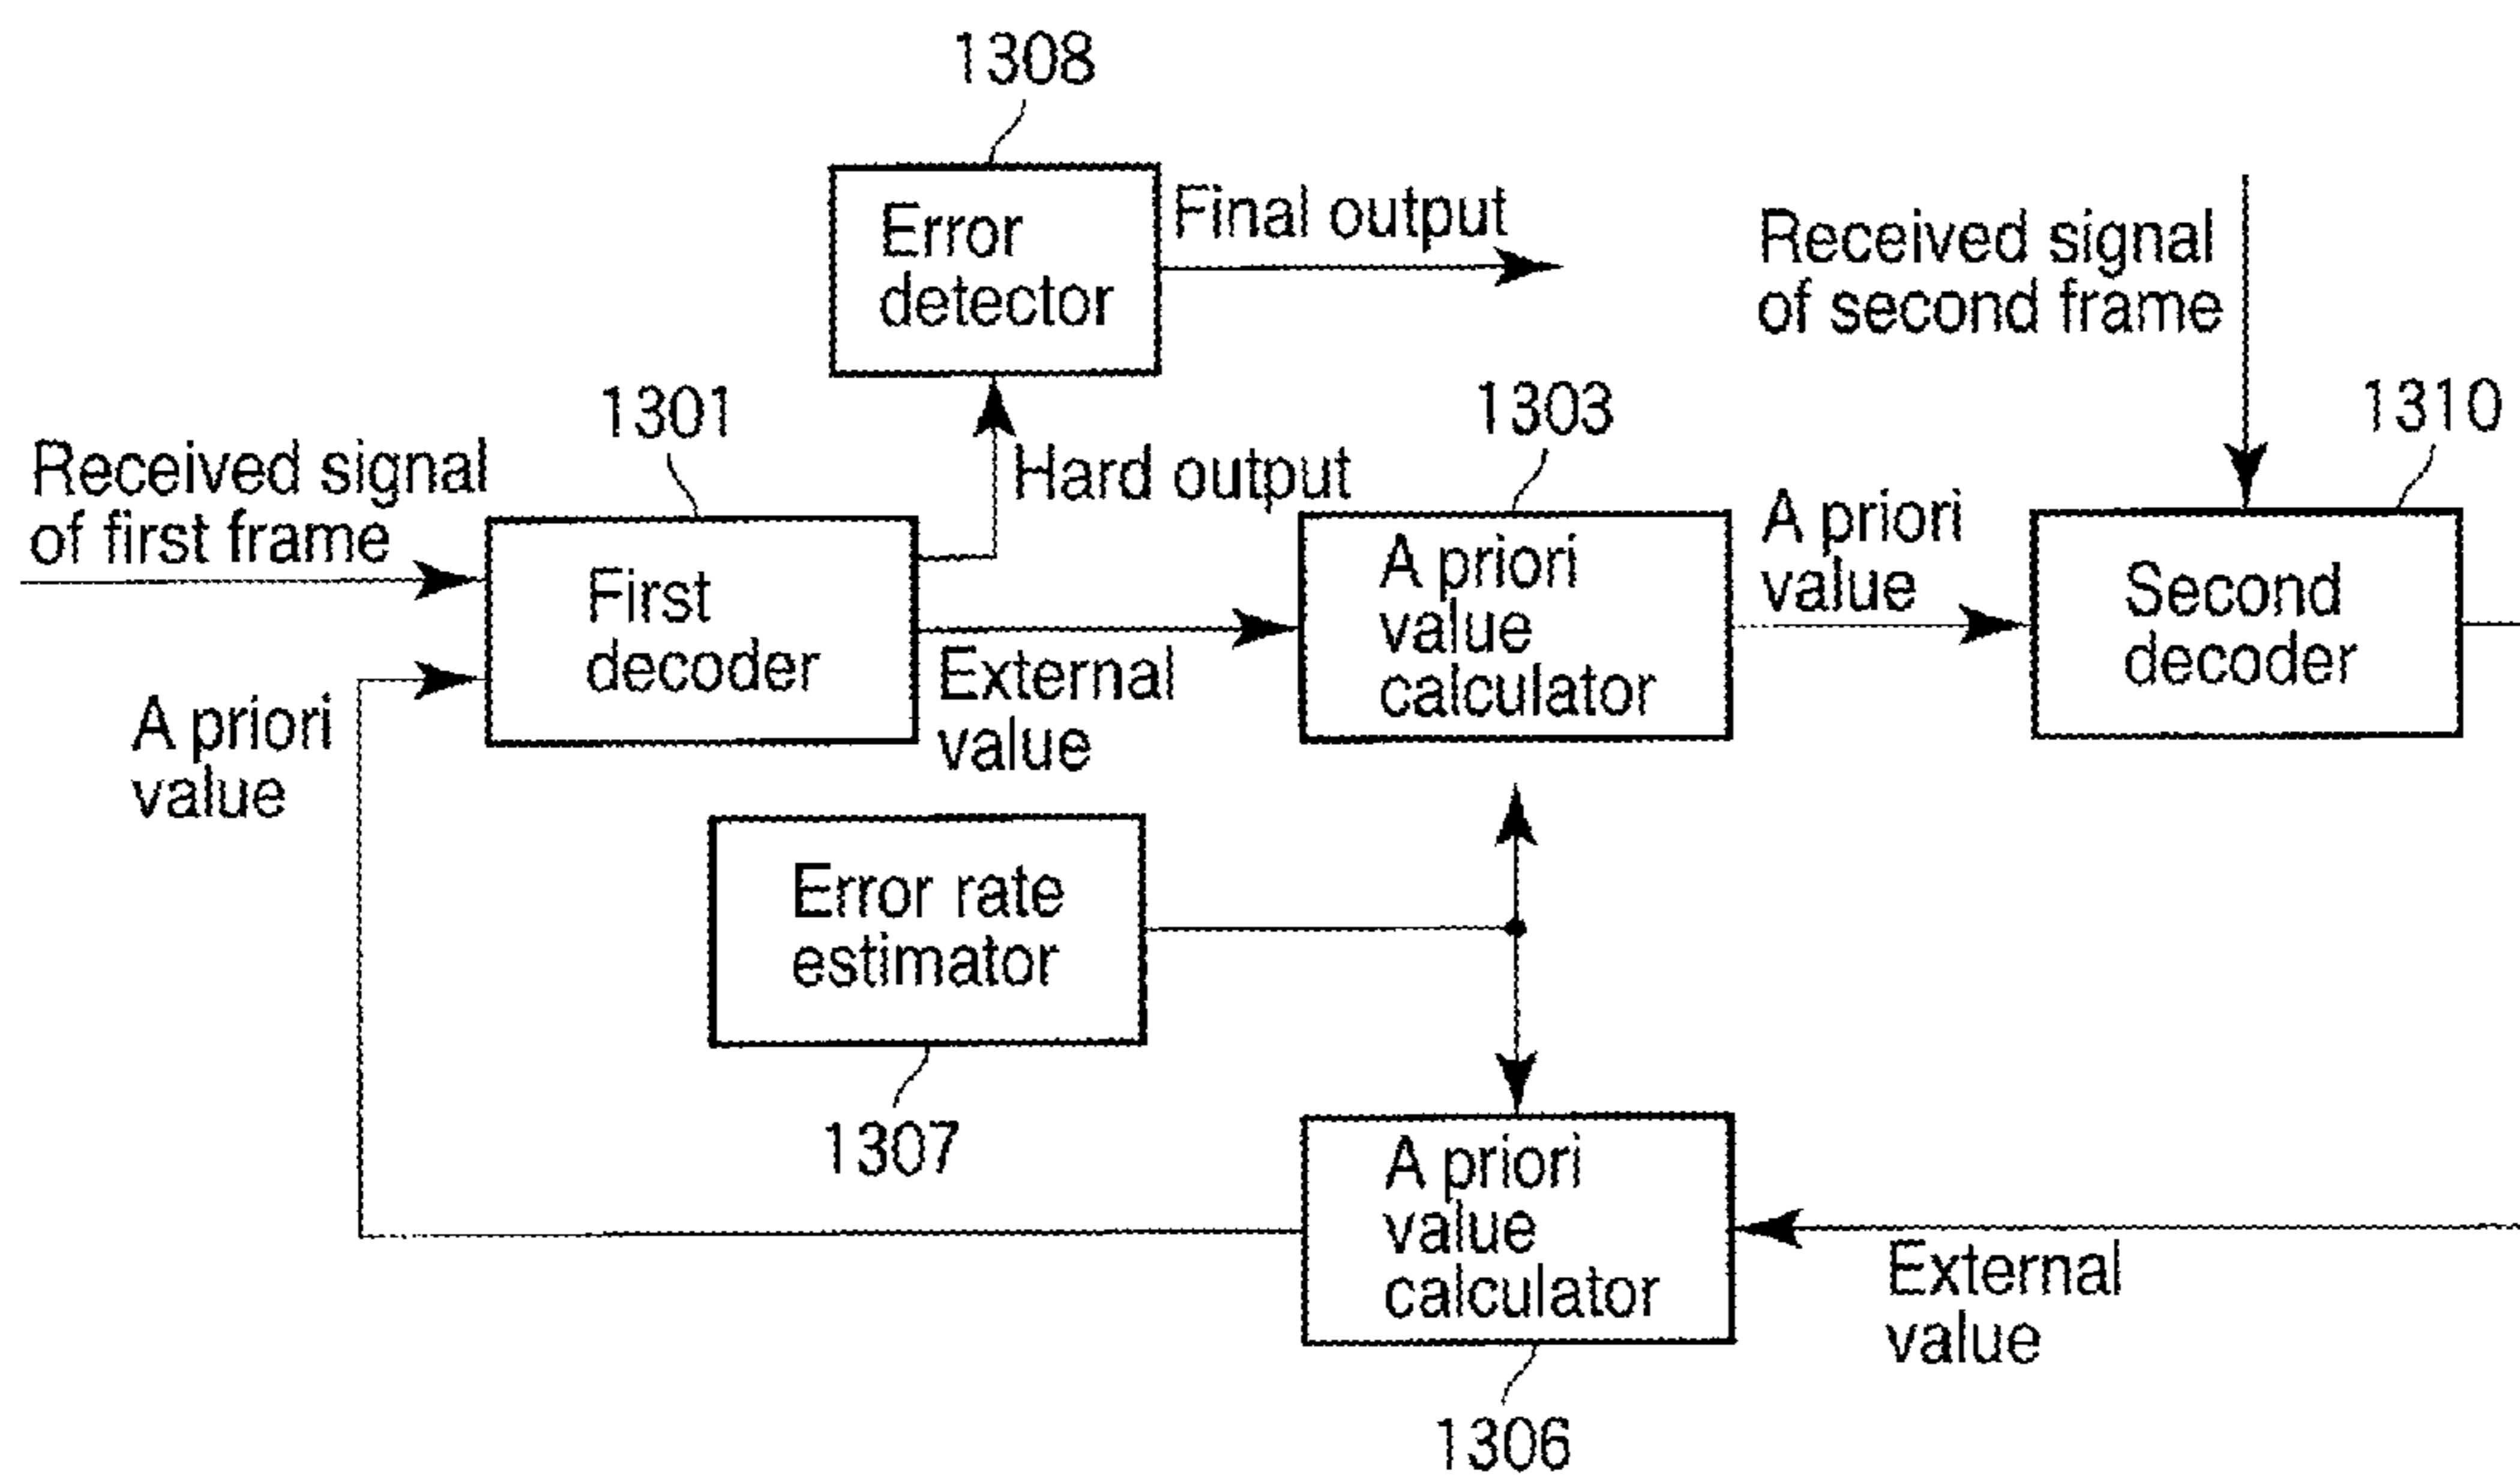 1308
Error
detector
Final output
Received signal
of second frame
1301
1303
1310
Received signal
of first frame
Hard output
First
decoder
A priori
value
calculator
A priori
value
Second
decoder
External
value
A priori
value
Error rate
estimator
1307
A priori
value
calculator
External
value
1306